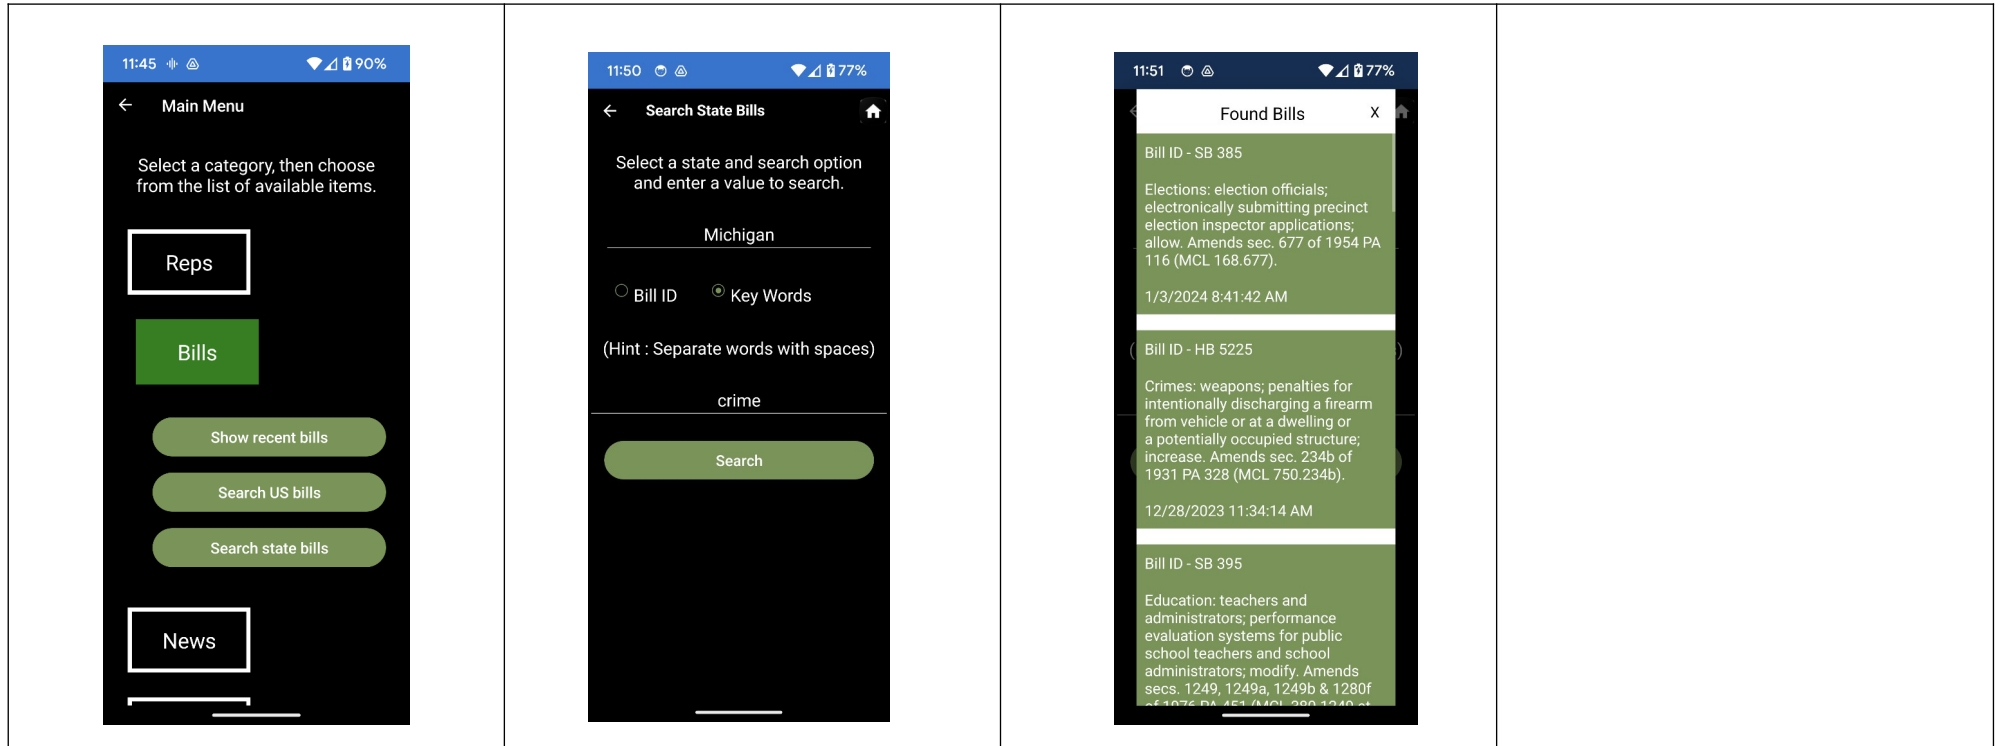 11:45 90%
Main Menu
Select a category, then choose
from the list of available items.
Reps
Bills
Show recent bills
Search US bills
Search state bills
News
11:50 77%
Search State Bills
Select a state and search option
and enter a value to search.
Michigan
Bill ID Key Words
(Hint : Separate words with spaces)
crime
Search
11:51 77%
Found Bills X
Bill ID - SB 385
Elections: election officials;
electronically submitting precinct
election inspector applications;
allow. Amends sec. 677 of 1954 PA
116 (MCL 168.677).
1/3/2024 8:41:42 AM
( )
Bill ID - HB 5225
Crimes: weapons; penalties for
intentionally discharging a firearm
from vehicle or at a dwelling or
a potentially occupied structure;
increase. Amends sec. 234b of
1931 PA 328 (MCL 750.234b).
12/28/2023 11:34:14 AM
Bill ID - SB 395
Education: teachers and
administrators; performance
evaluation systems for public
school teachers and school
administrators; modify. Amends
secs. 1249, 1249a, 1249b & 1280f
of 1976 PA 451 (MCL 380.1249 et